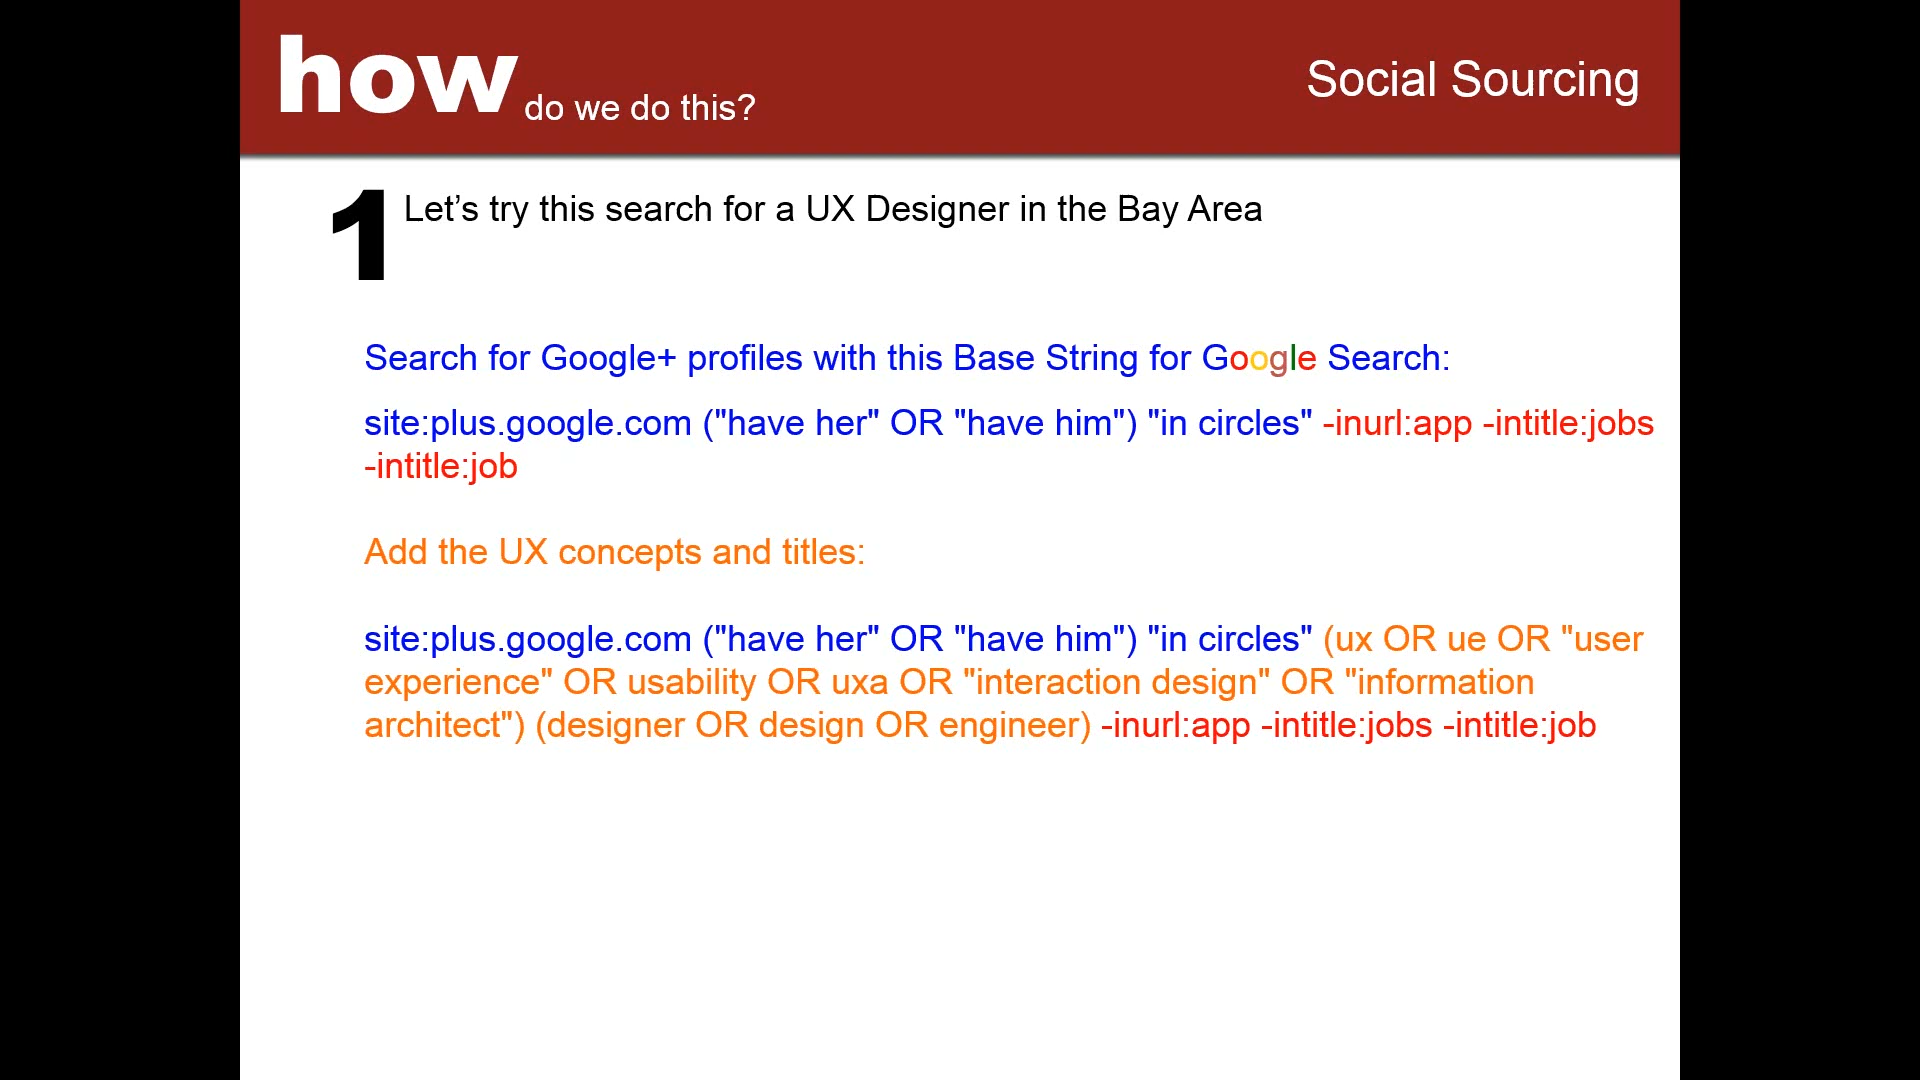 how do we do this?
Social Sourcing
1 Let’s try this search for a UX Designer in the Bay Area
Search for Google+ profiles with this Base String for Google Search:
site:plus.google.com ("have her" OR "have him") "in circles" -inurl:app -intitle:jobs
-intitle:job
Add the UX concepts and titles:
site:plus.google.com ("have her" OR "have him") "in circles" (ux OR ue OR "user
experience" OR usability OR uxa OR "interaction design" OR "information
architect") (designer OR design OR engineer) -inurl:app -intitle:jobs -intitle:job